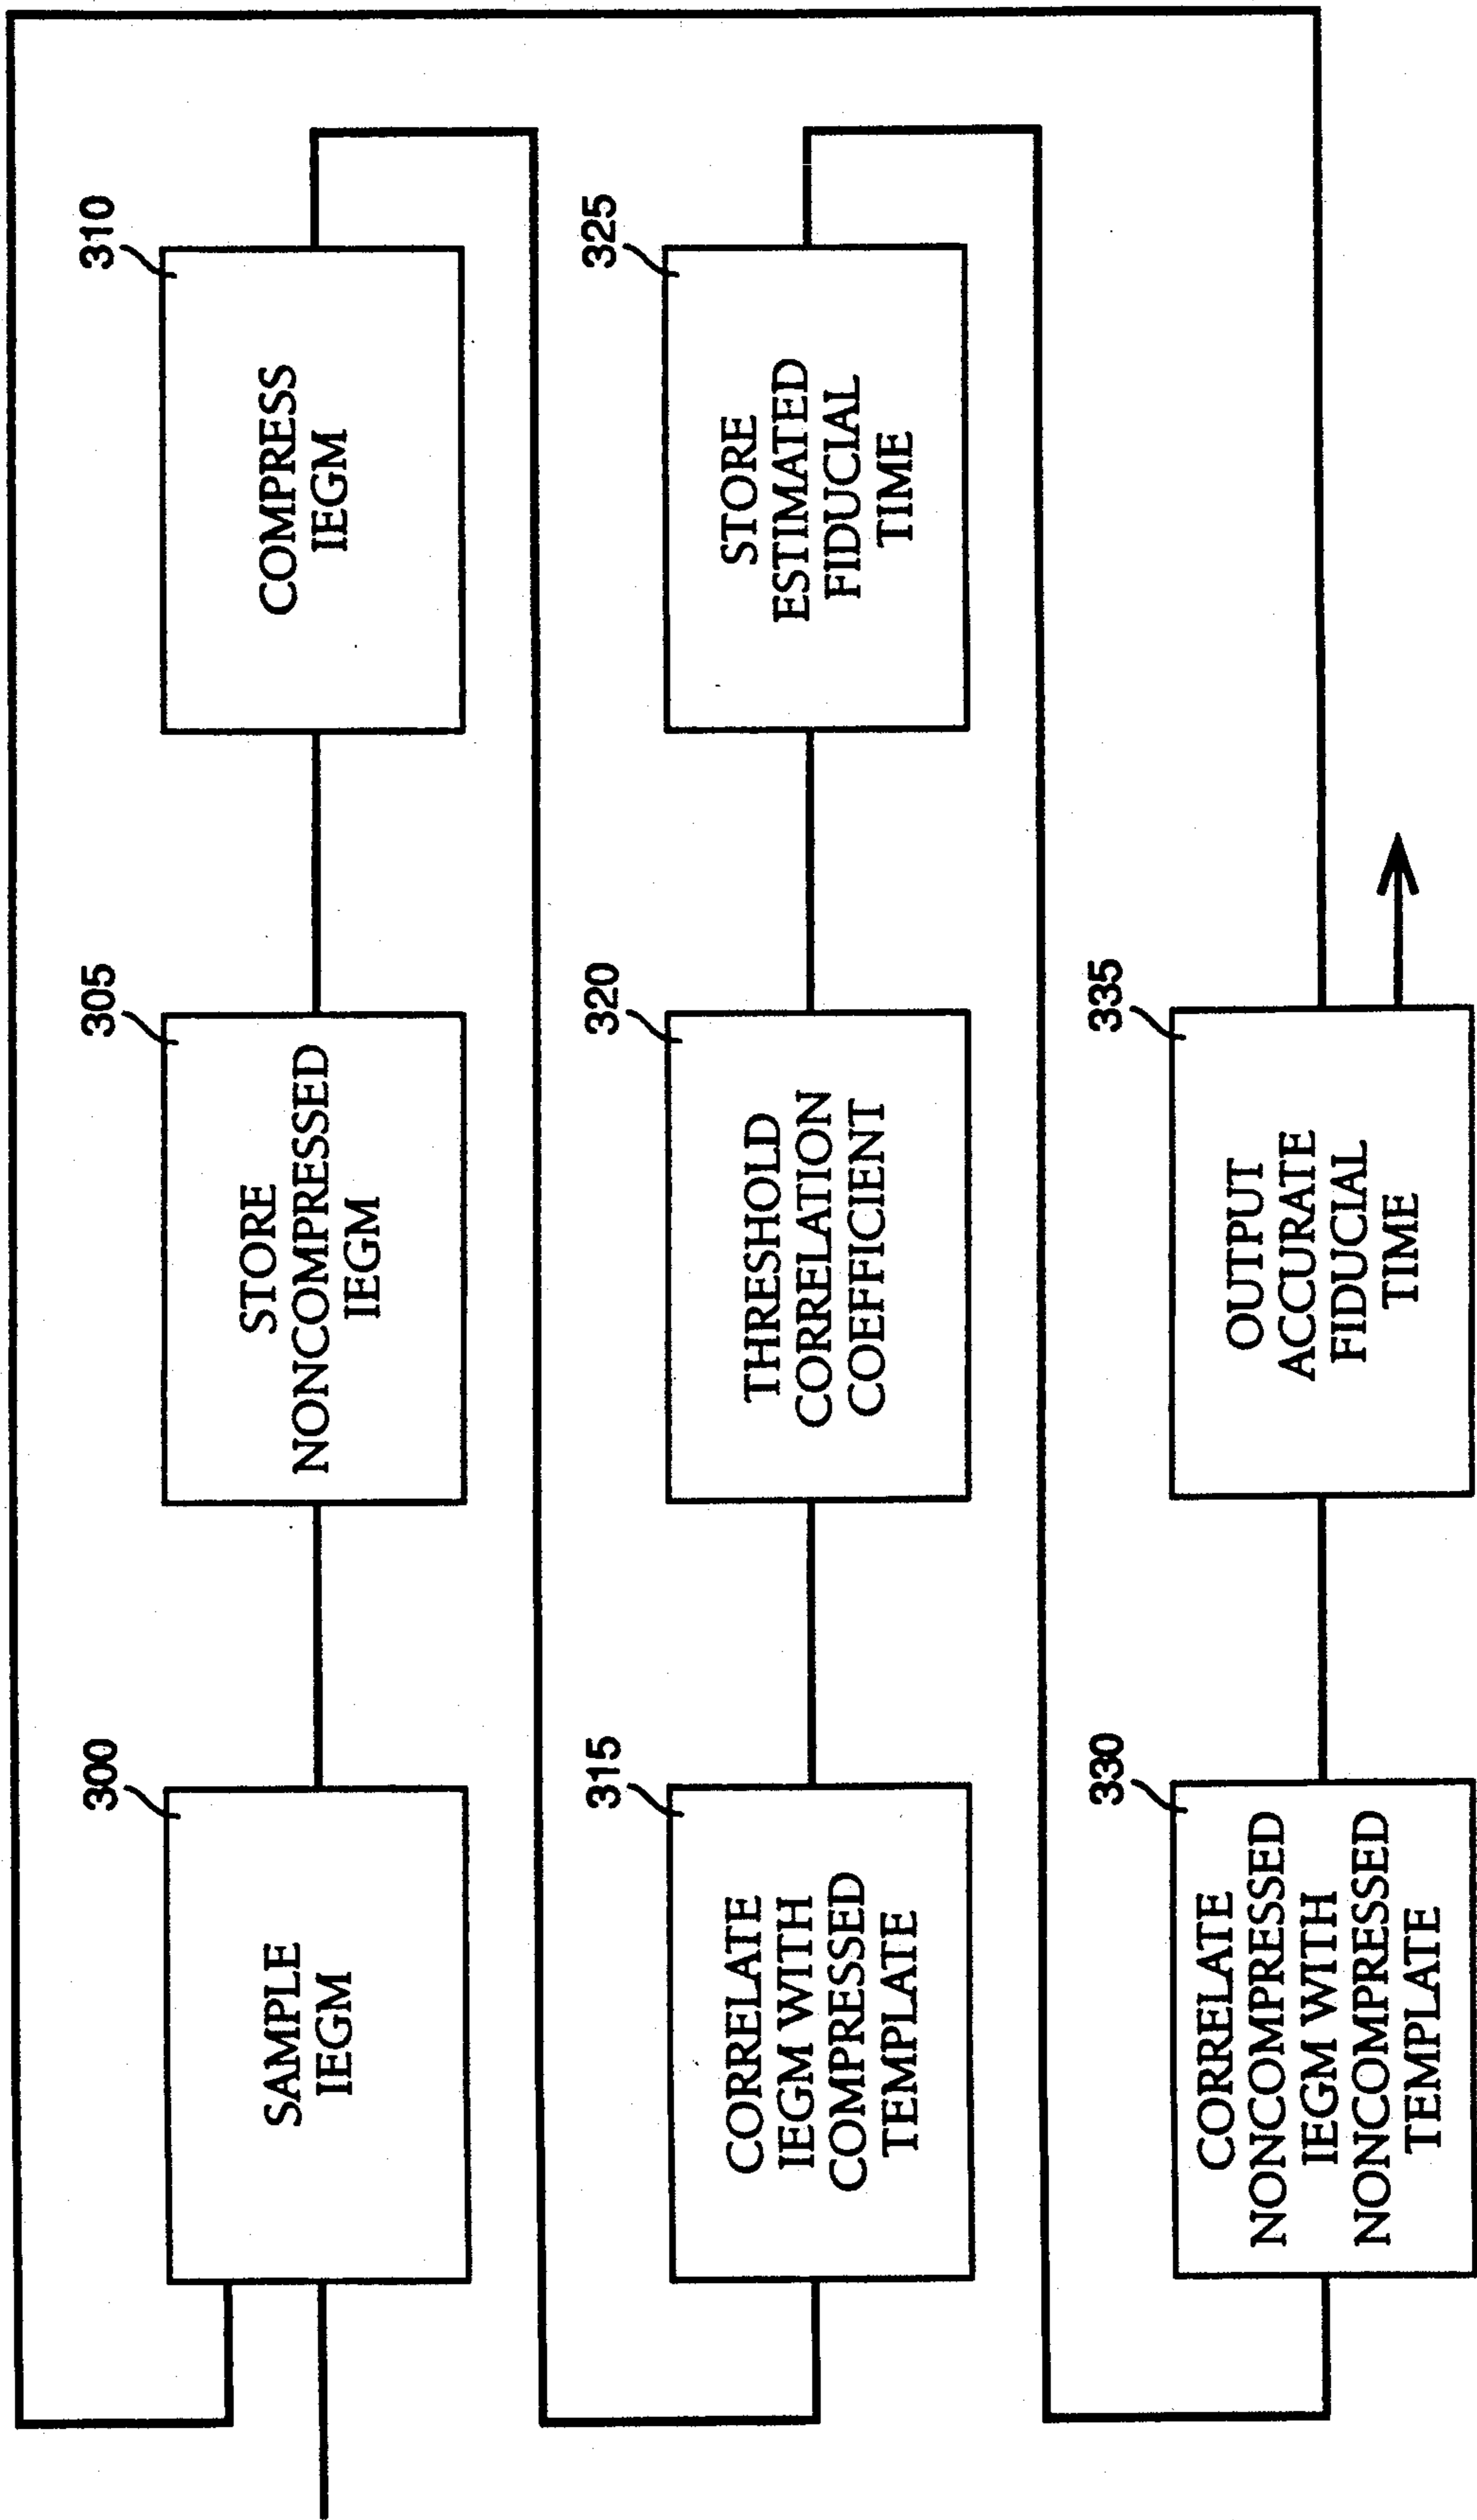 300
SAMPLE
IEGM
305
STORE
NONCOMPRESSED
IEGM
310
COMPRESS
IEGM
315
CORRELATE
IEGM WITH
COMPRESSED
TEMPLATE
320
THRESHOLD
CORRELATION
COEFFICIENT
325
STORE
ESTIMATED
FIDUCIAL
TIME
330
CORRELATE
NONCOMPRESSED
IEGM WITH
NONCOMPRESSED
TEMPLATE
335
OUTPUT
ACCURATE
FIDUCIAL
TIME